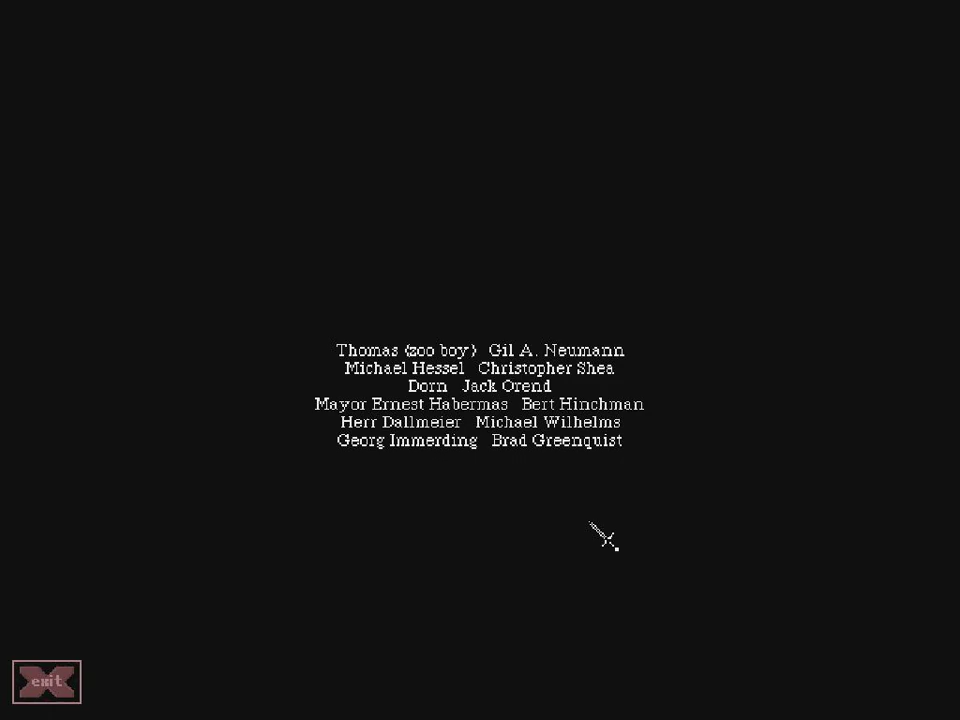 Thomas (zoo boy) Gil A. Neumann
Michael Hessel Christopher Shea
Dorn Jack Orend
Mayor Ernest Habermas Bert Hinchman
Herr Dallmeier Michael Wilhelms
Georg Immerding Brad Greenquist
exit